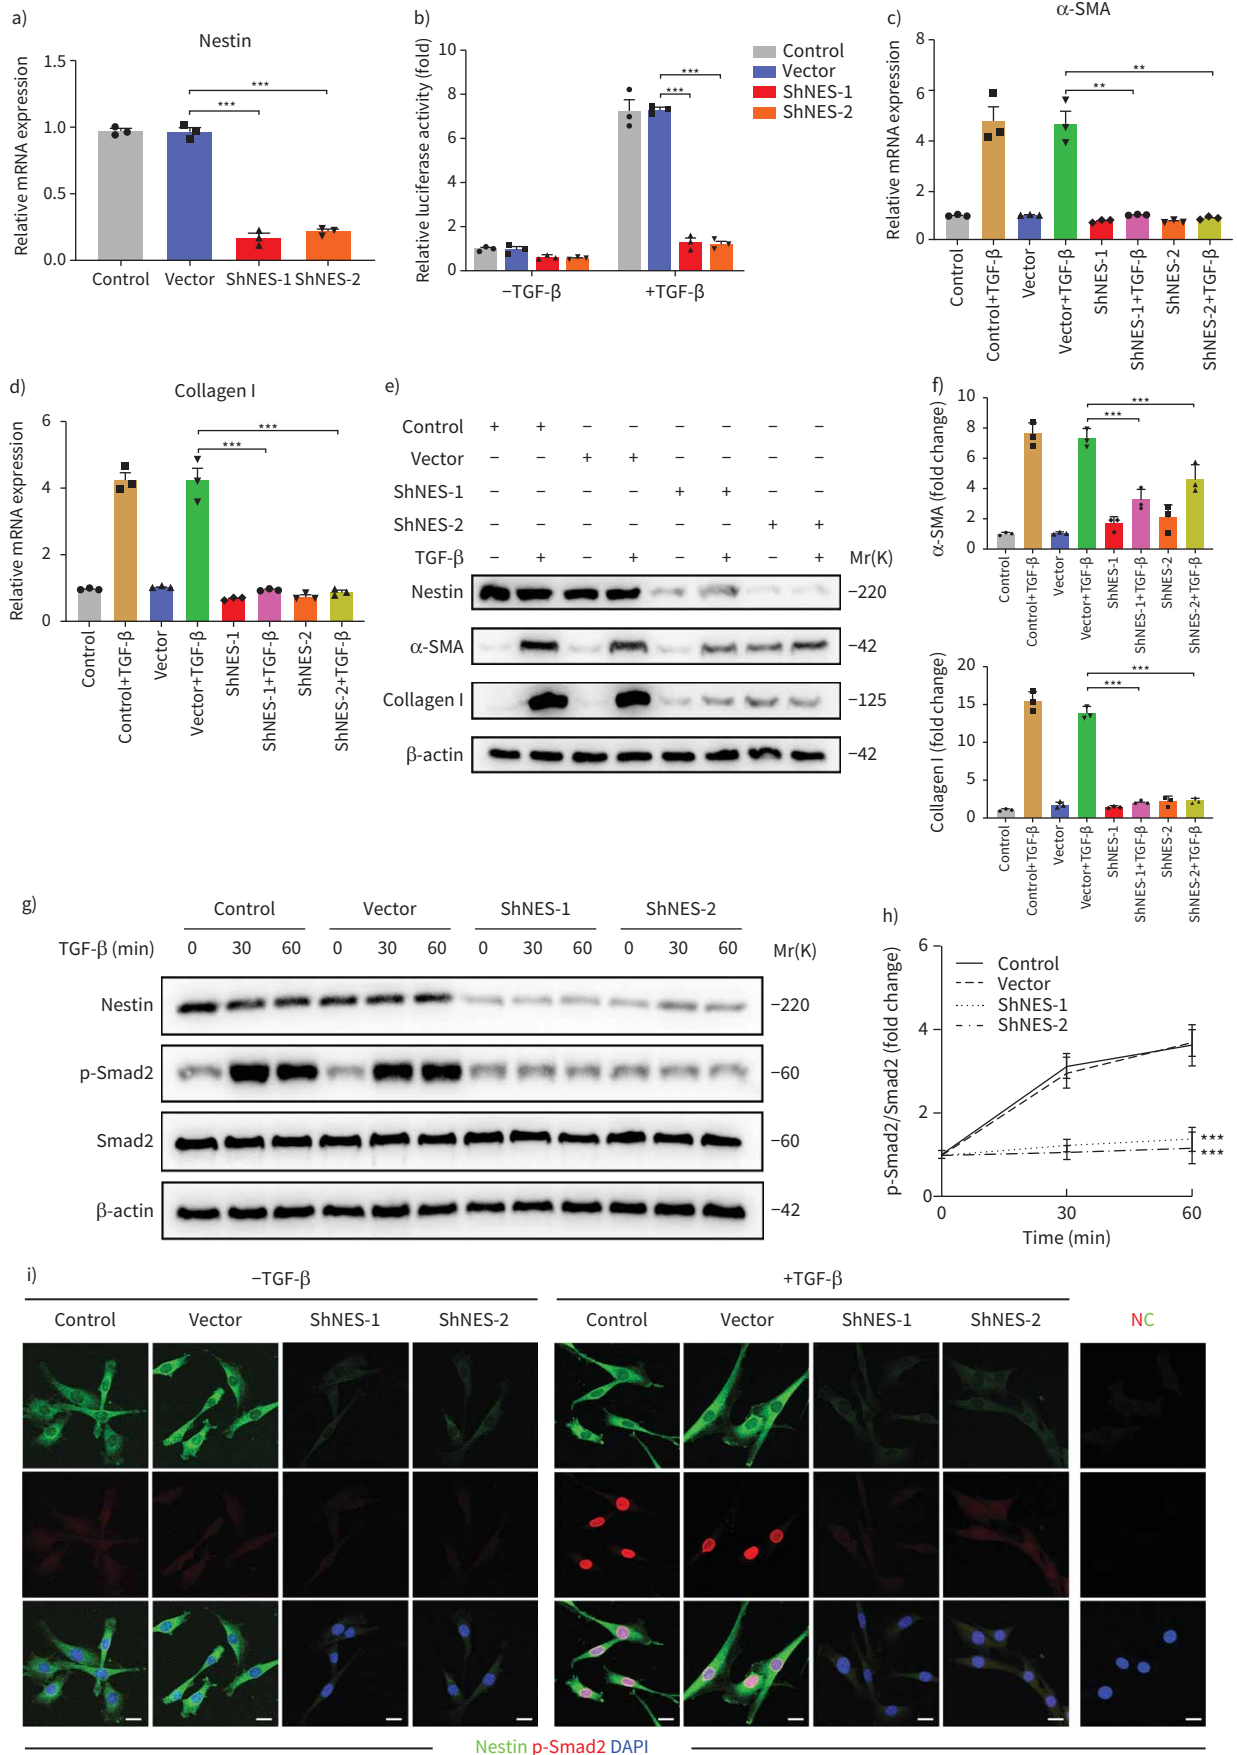 a)
Nestin
Relative mRNA expression
1.5
1.0
0.5
0.0
***
***
Control Vector ShNES-1 ShNES-2
b)
Relative luciferase activity (fold)
10
8
6
4
2
0
***
***
−TGF-β +TGF-β
Control
Vector
ShNES-1
ShNES-2
c)
α-SMA
Relative mRNA expression
8
6
4
2
0
**
**
Control
Control+TGF-β
Vector
Vector+TGF-β
ShNES-1
ShNES-1+TGF-β
ShNES-2
ShNES-2+TGF-β
d)
Collagen I
Relative mRNA expression
6
4
2
0
***
***
Control
Control+TGF-β
Vector
Vector+TGF-β
ShNES-1
ShNES-1+TGF-β
ShNES-2
ShNES-2+TGF-β
e)
Control + + − − − − − −
Vector − − + + − − − −
ShNES-1 − − − − + + − −
ShNES-2 − − − − − − + +
TGF-β − + − + − + − + Mr(K)
Nestin −220
α-SMA −42
Collagen I −125
β-actin −42
f)
α-SMA (fold change)
10
8
6
4
2
0
***
***
Control
Control+TGF-β
Vector
Vector+TGF-β
ShNES-1
ShNES-1+TGF-β
ShNES-2
ShNES-2+TGF-β
Collagen I (fold change)
20
15
10
5
0
***
***
Control
Control+TGF-β
Vector
Vector+TGF-β
ShNES-1
ShNES-1+TGF-β
ShNES-2
ShNES-2+TGF-β
g)
Control Vector ShNES-1 ShNES-2
TGF-β (min) 0 30 60 0 30 60 0 30 60 0 30 60 Mr(K)
Nestin −220
p-Smad2 −60
Smad2 −60
β-actin −42
h)
p-Smad2/Smad2 (fold change)
6
4
2
0
Control
Vector
ShNES-1
ShNES-2
***
***
0 30 60
Time (min)
i)
−TGF-β +TGF-β
Control Vector ShNES-1 ShNES-2 Control Vector ShNES-1 ShNES-2 NC
Nestin p-Smad2 DAPI